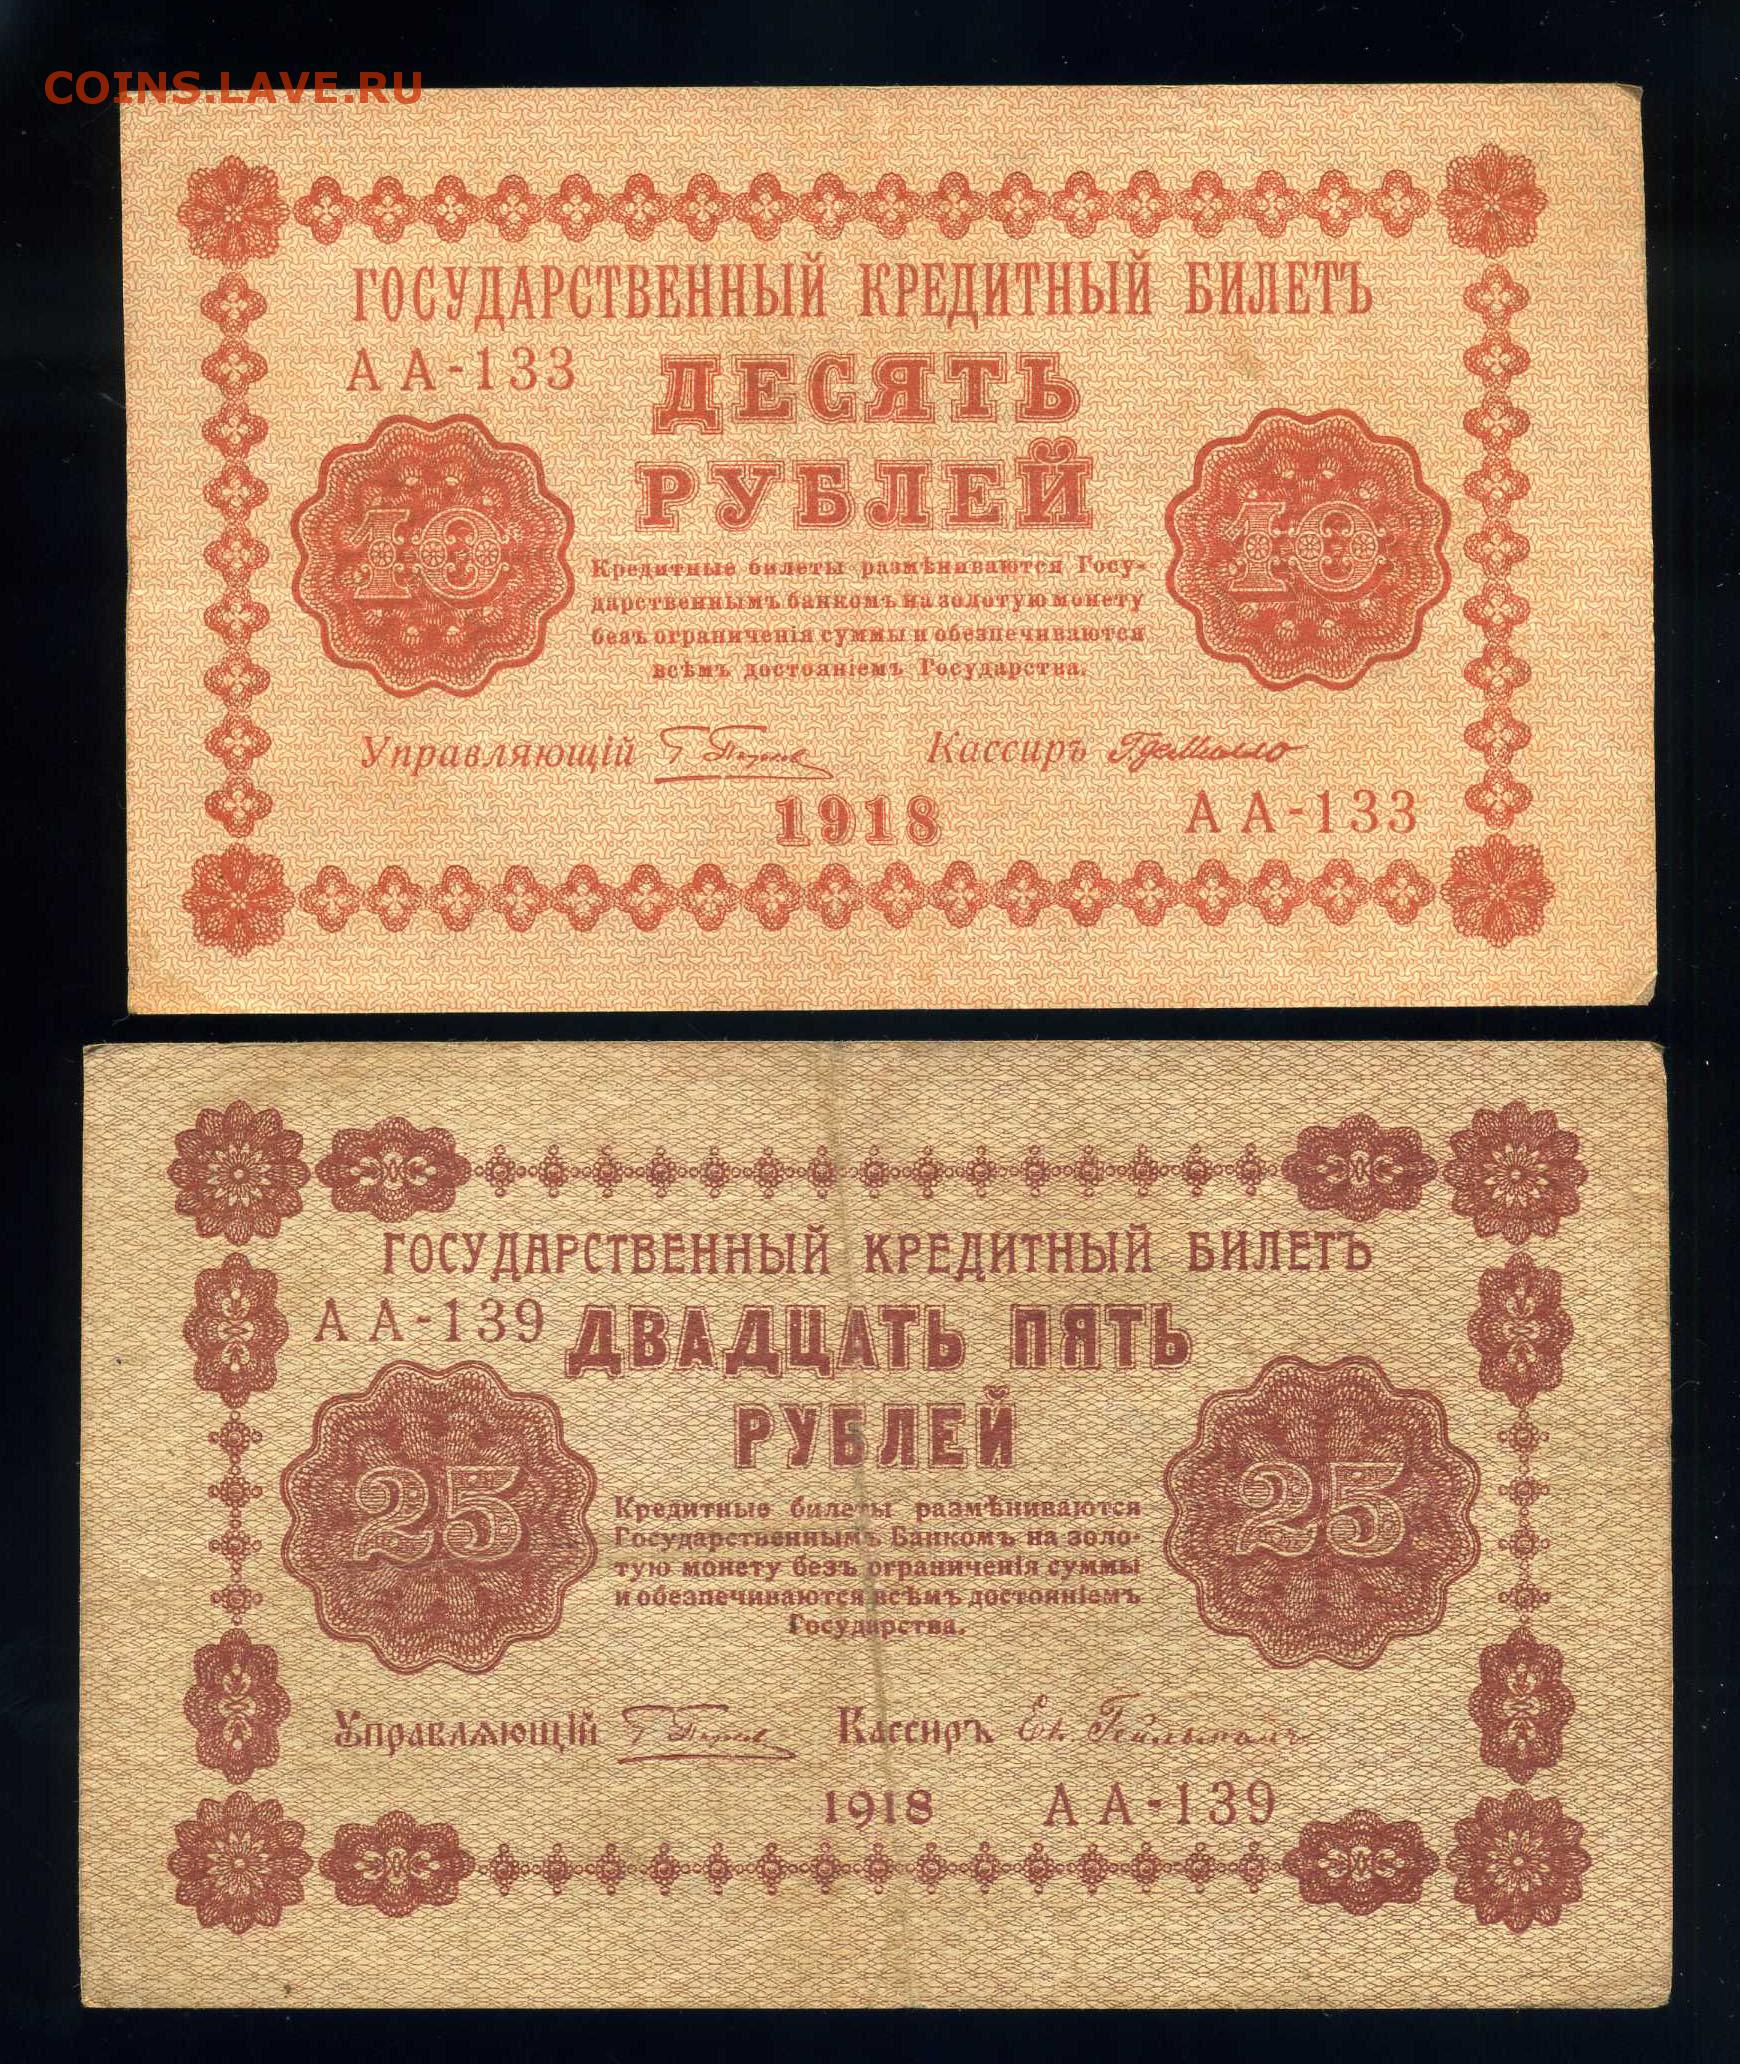 COINS.LAVE.RU
ГОСУДАРСТВЕННЫЙ КРЕДИТНЫЙ БИЛЕТЪ
АА-133
ДЕСЯТЬ
РУБЛЕЙ
10 10
Кредитные билеты размѣниваются Госу-
дарственнымъ банкомъ на золотую монету
безъ ограниченія суммы и обезпечиваются
всѣмъ достояніемъ Государства.
Управляющій Кассиръ
1918
АА-133
ГОСУДАРСТВЕННЫЙ КРЕДИТНЫЙ БИЛЕТЪ
АА-139
ДВАДЦАТЬ ПЯТЬ
РУБЛЕЙ
25 25
Кредитные билеты размѣниваются
Государственнымъ Банкомъ на золо-
тую монету безъ ограниченія суммы
и обезпечиваются всѣмъ достояніемъ
Государства.
Управляющій Кассиръ
1918 АА-139